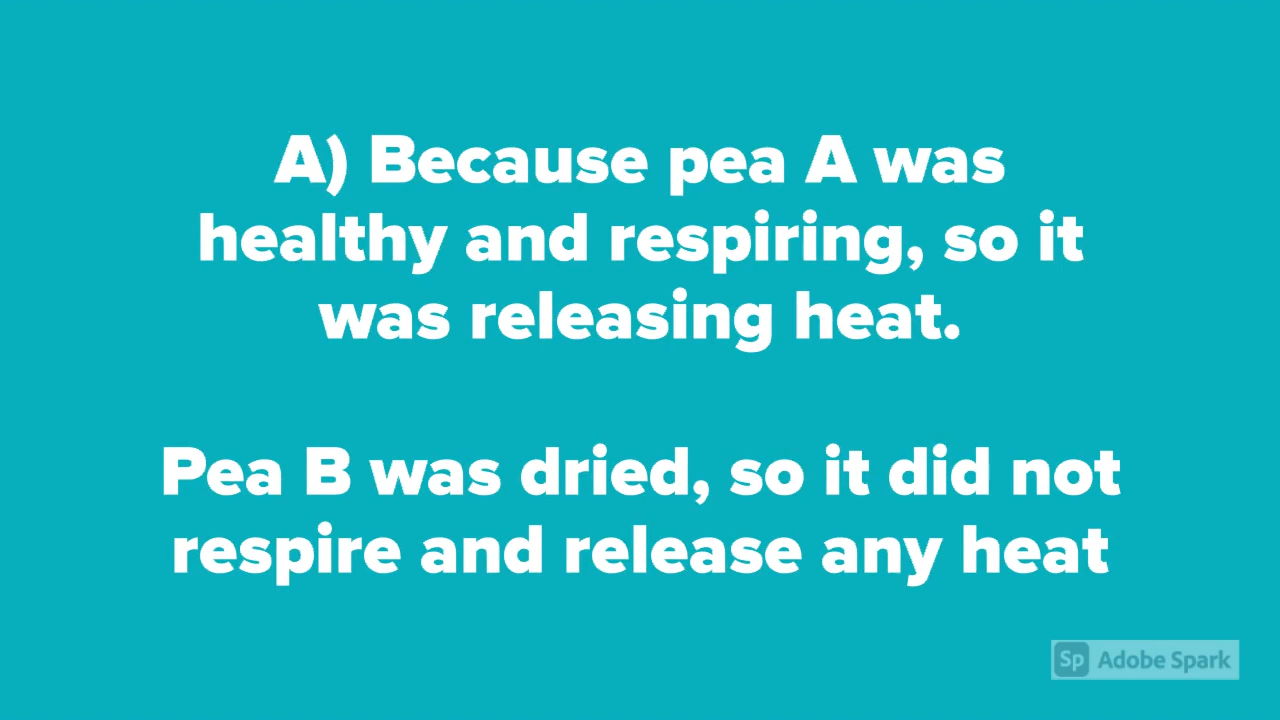 A) Because pea A was
healthy and respiring, so it
was releasing heat.
Pea B was dried, so it did not
respire and release any heat
Sp Adobe Spark